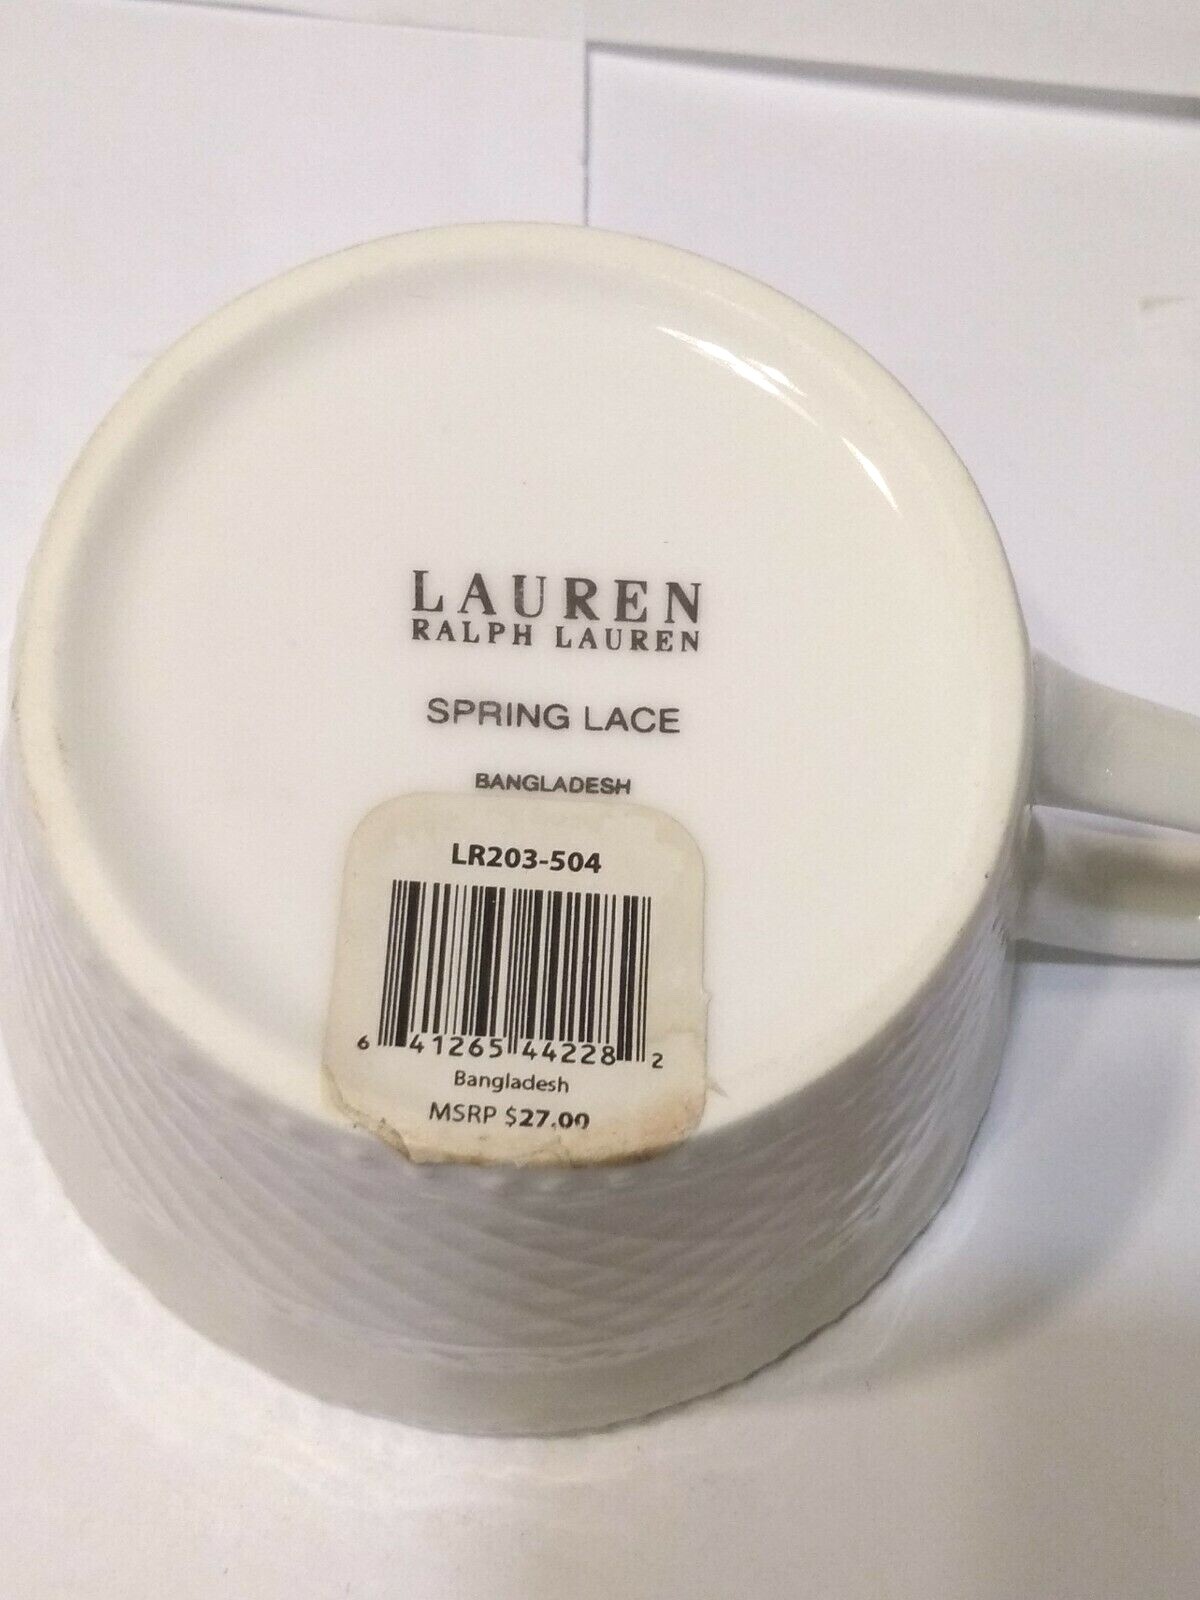 LAUREN
RALPH LAUREN
SPRING LACE
BANGLADESH
LR203-504
6 41265 44228 2
Bangladesh
MSRP $27.00